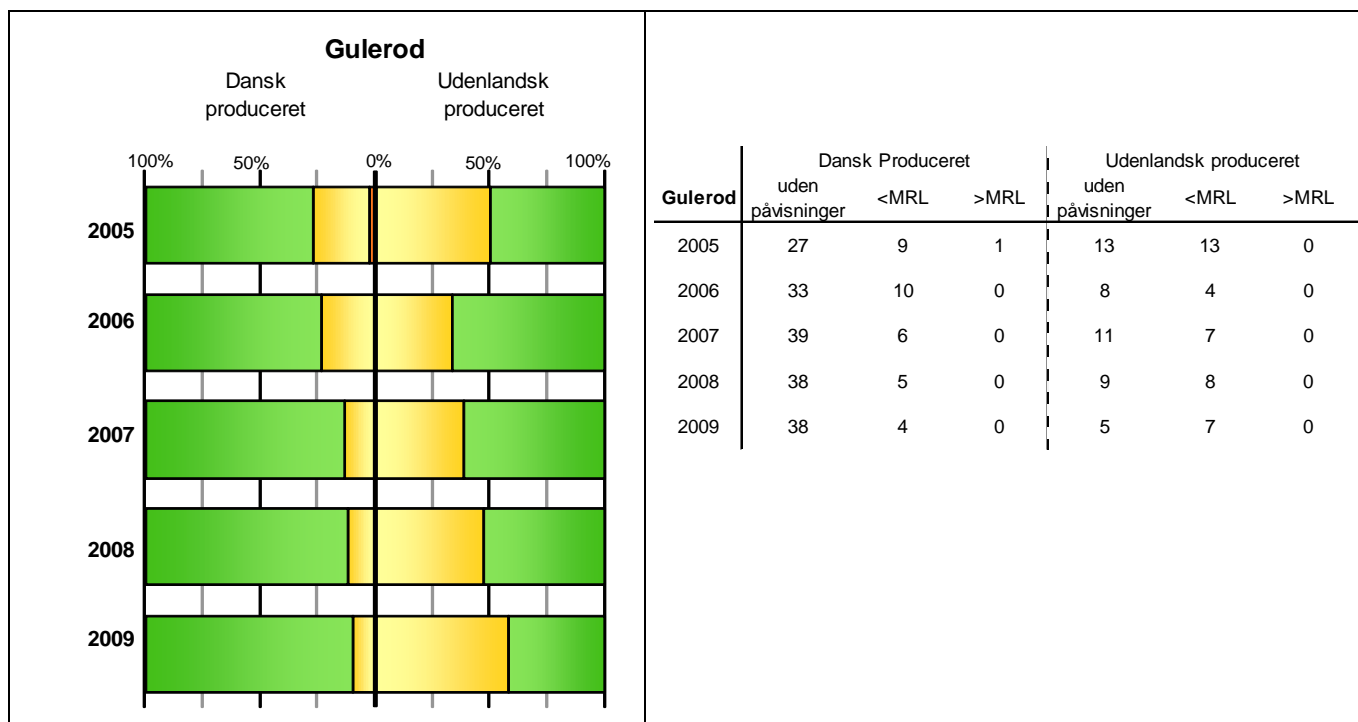 Gulerod
Dansk produceret
Udenlandsk produceret
100% 50% 0% 50% 100%
2005
2006
2007
2008
2009
Dansk Produceret Udenlandsk produceret
Gulerod uden påvisninger <MRL >MRL uden påvisninger <MRL >MRL
2005 27 9 1 13 13 0
2006 33 10 0 8 4 0
2007 39 6 0 11 7 0
2008 38 5 0 9 8 0
2009 38 4 0 5 7 0